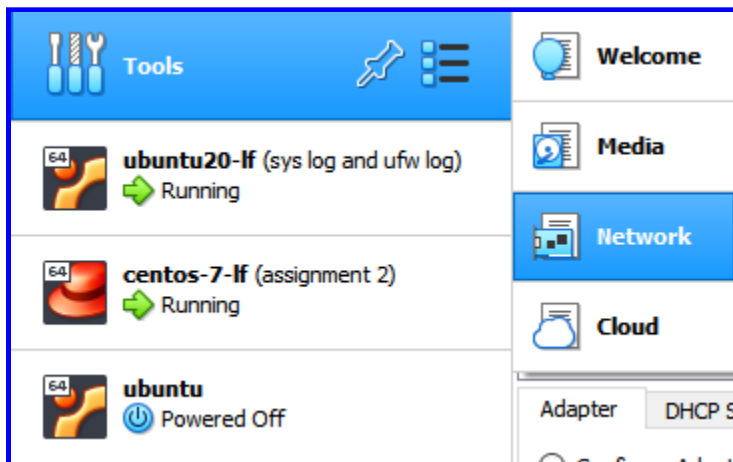 Tools
64
ubuntu20-lf (sys log and ufw log)
Running
64
centos-7-lf (assignment 2)
Running
64
ubuntu
Powered Off
Welcome
Media
Network
Cloud
Adapter
DHCP S